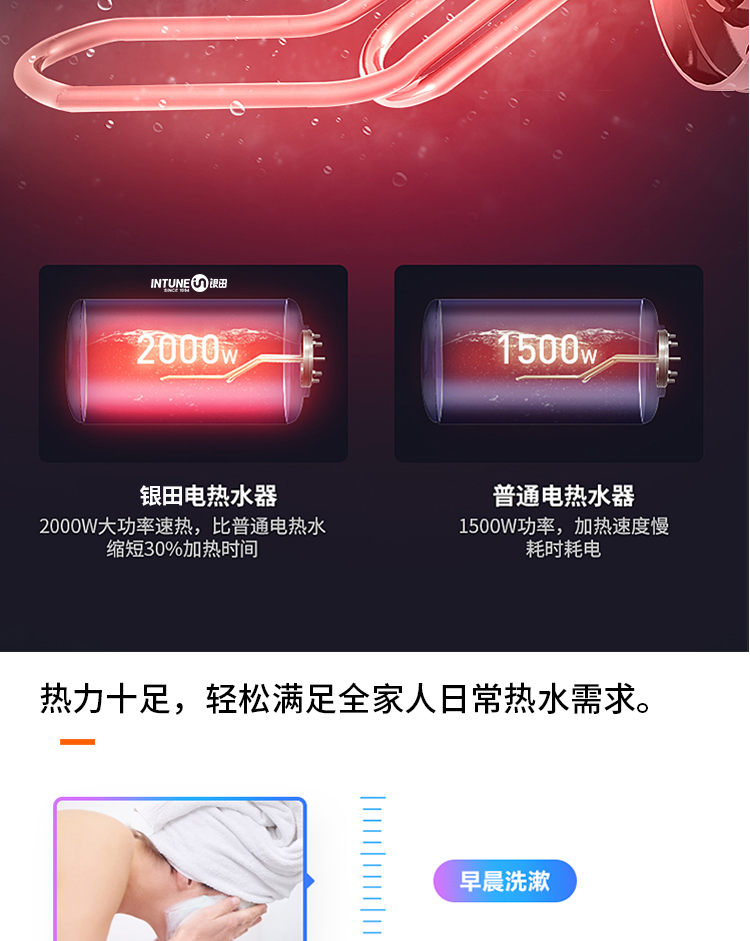 INTUNE in 银田
SINCE 1994
2000W
1500W
银田电热水器
2000W大功率速热，比普通电热水
缩短30%加热时间
普通电热水器
1500W功率，加热速度慢
耗时耗电
热力十足，轻松满足全家人日常热水需求。
早晨洗漱